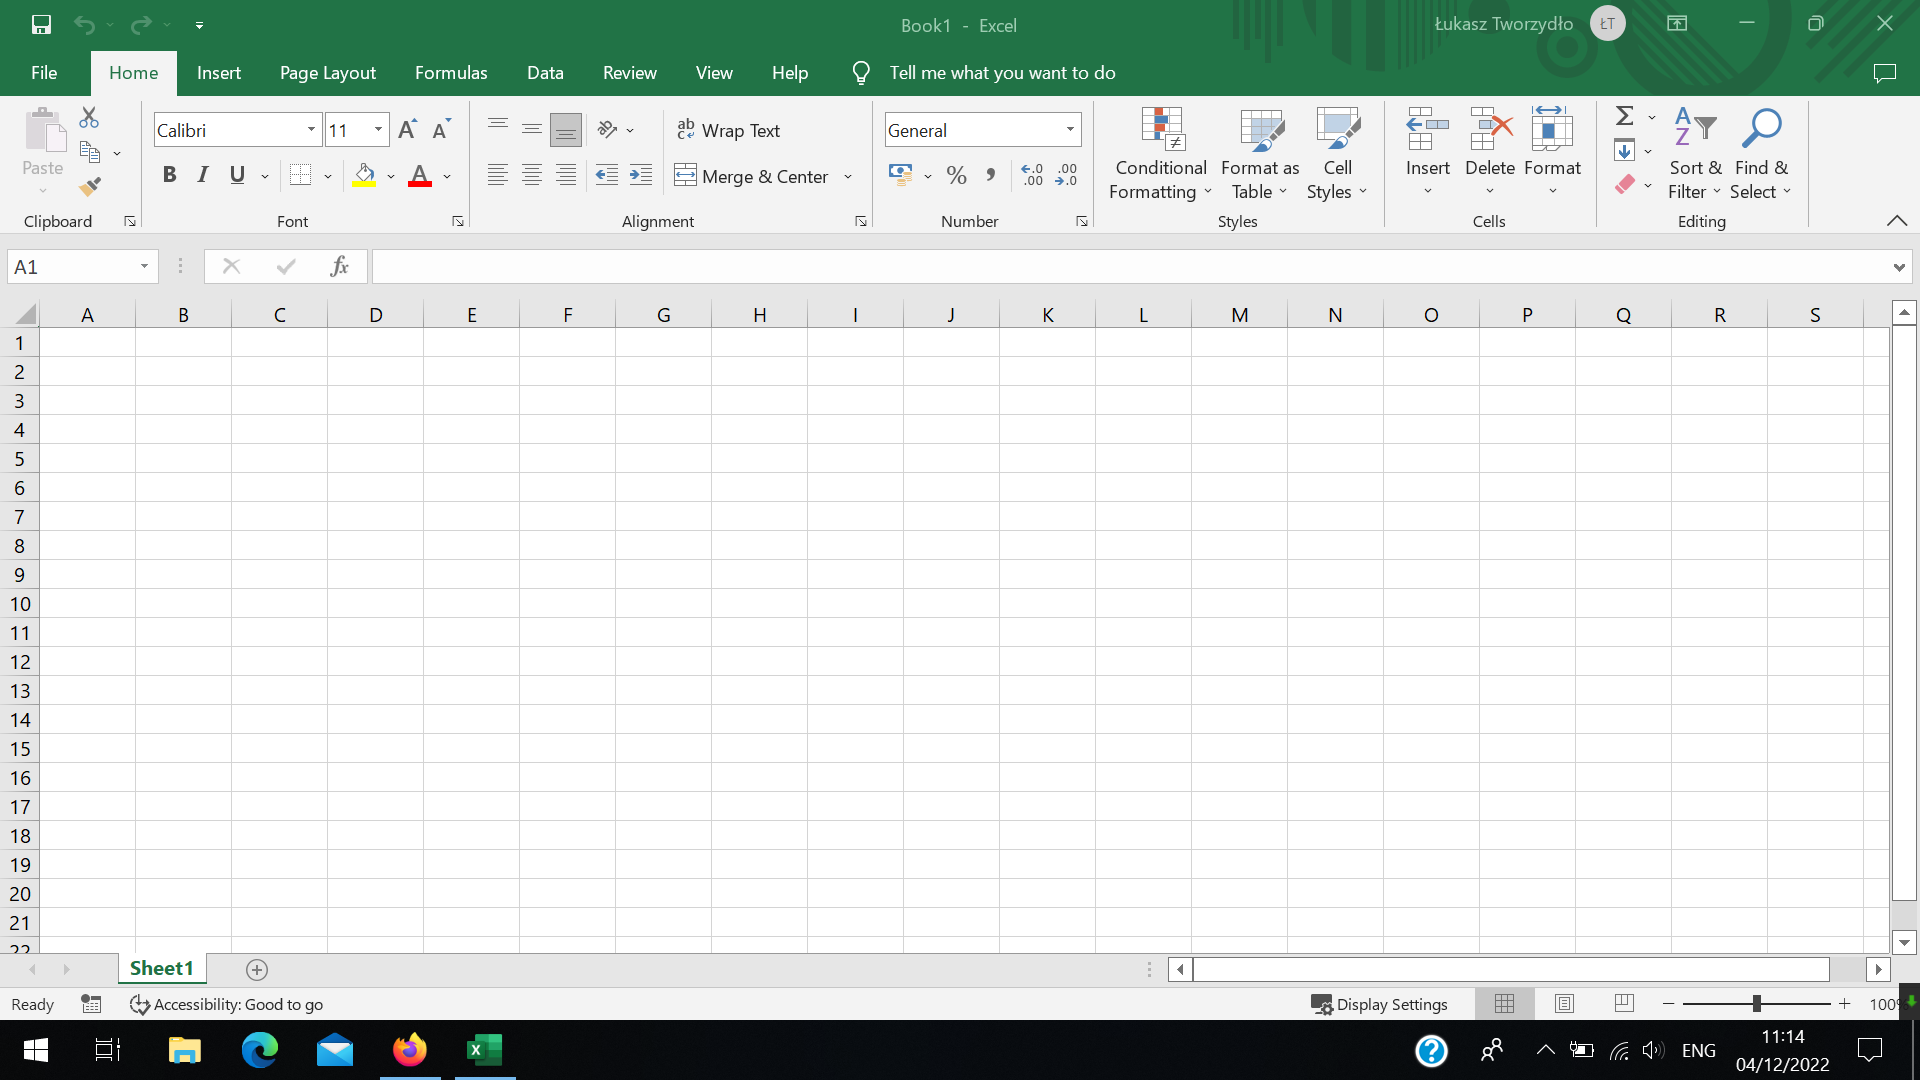 Book1 - Excel
Łukasz Tworzydło ŁT
File Home Insert Page Layout Formulas Data Review View Help Tell me what you want to do
Paste
Clipboard
Calibri 11
B I U A
Font
ab Wrap Text
Merge & Center
Alignment
General
% ,
Number
Conditional Formatting
Format as Table
Cell Styles
Styles
Insert Delete Format
Cells
Sort & Filter
Find & Select
Editing
A1 fx
A B C D E F G H I J K L M N O P Q R S
1
2
3
4
5
6
7
8
9
10
11
12
13
14
15
16
17
18
19
20
21
22
Sheet1
Ready Accessibility: Good to go Display Settings 100%
ENG 11:14
04/12/2022